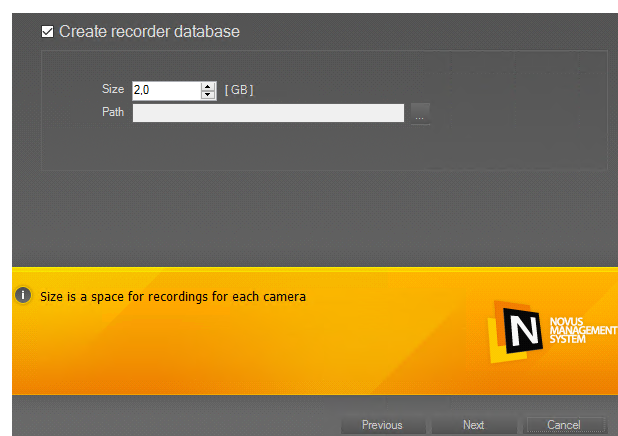 Create recorder database
Size 2,0 [ GB ]
Path ...
Size is a space for recordings for each camera
N NOVUS
MANAGEMENT
SYSTEM
Previous Next Cancel